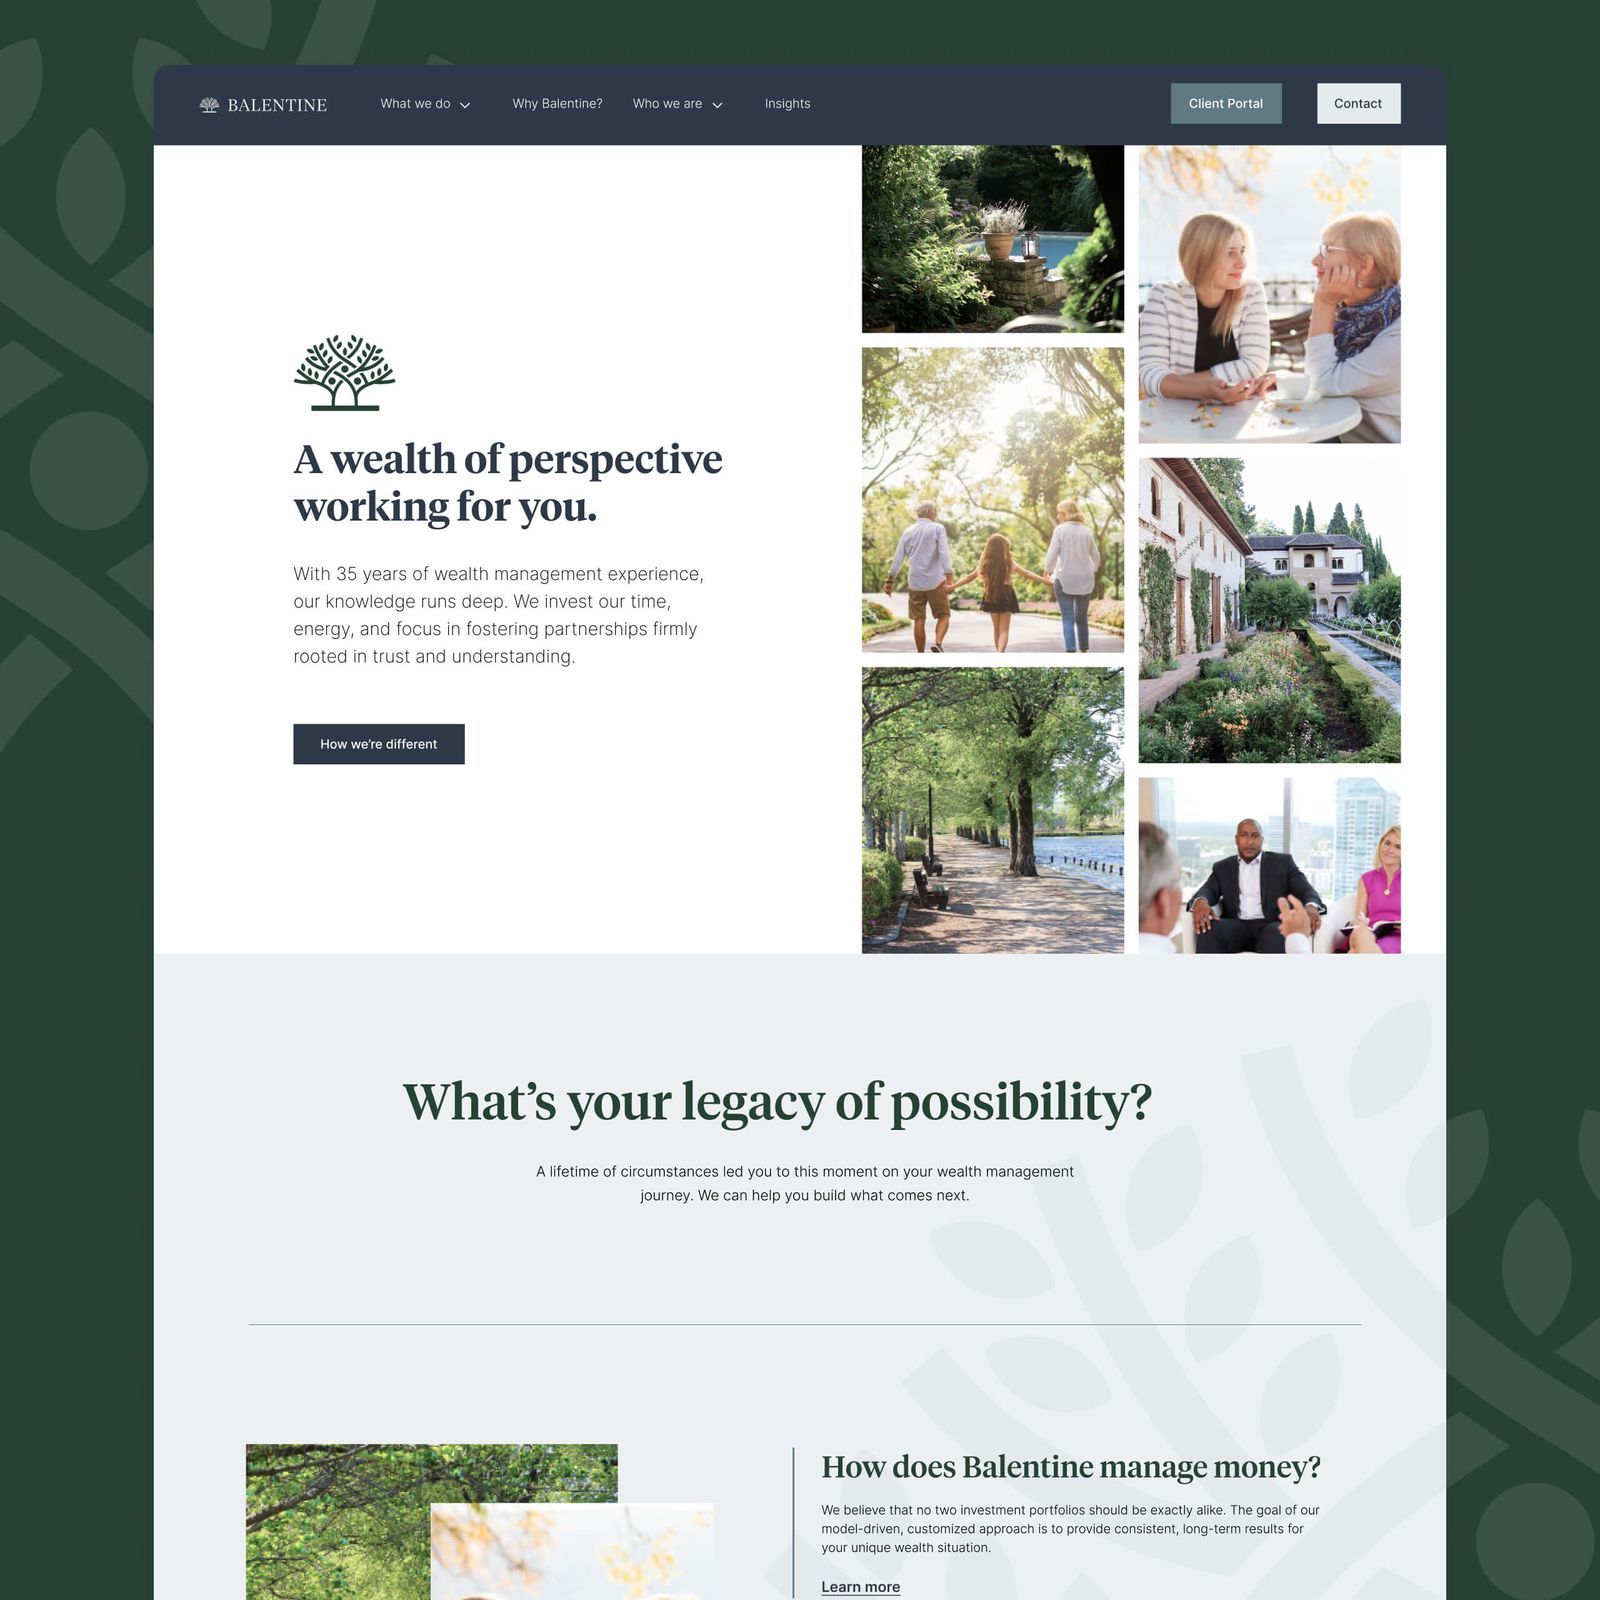 BALENTINE
What we do
Why Balentine?
Who we are
Insights
Client Portal
Contact
A wealth of perspective
working for you.
With 35 years of wealth management experience,
our knowledge runs deep. We invest our time,
energy, and focus in fostering partnerships firmly
rooted in trust and understanding.
How we’re different
What’s your legacy of possibility?
A lifetime of circumstances led you to this moment on your wealth management
journey. We can help you build what comes next.
How does Balentine manage money?
We believe that no two investment portfolios should be exactly alike. The goal of our
model-driven, customized approach is to provide consistent, long-term results for
your unique wealth situation.
Learn more